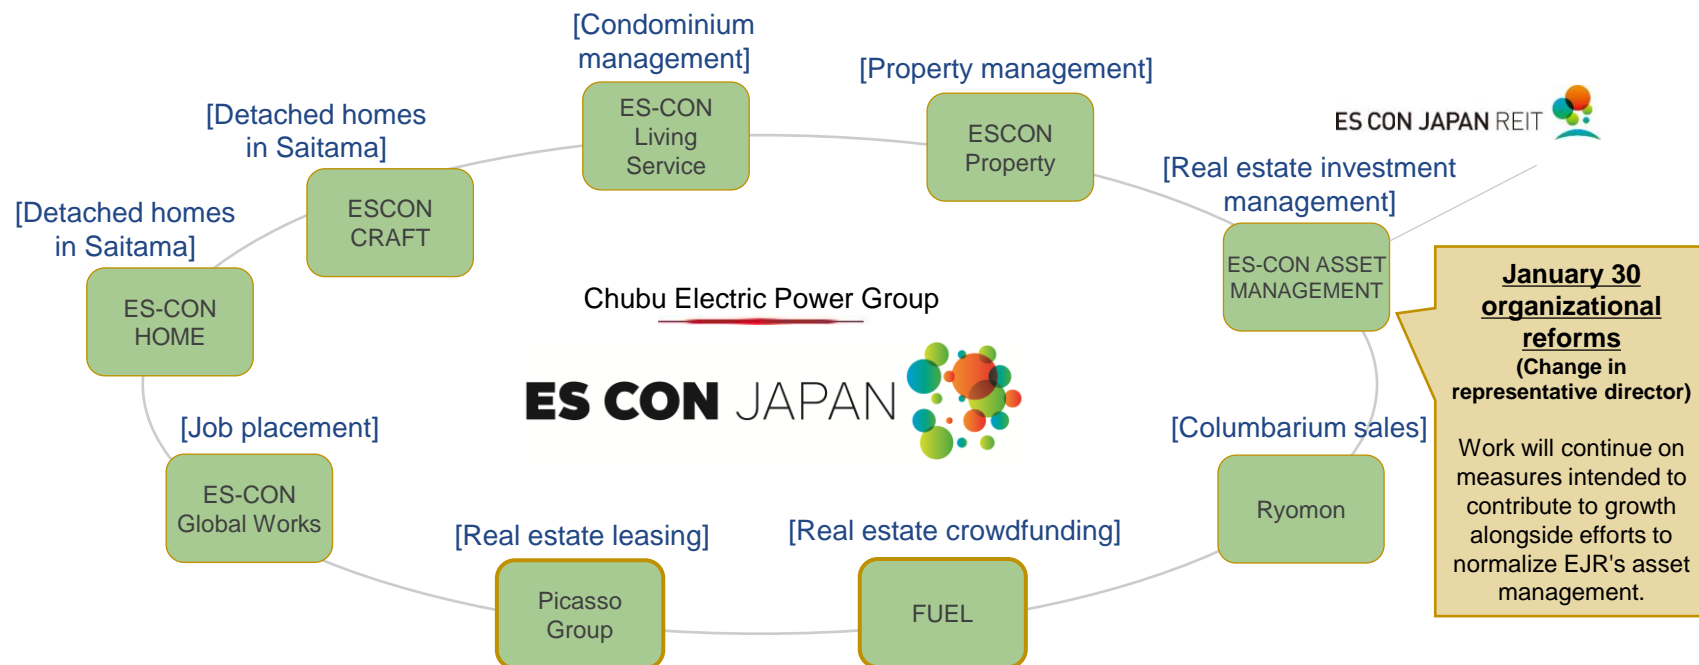 [Condominium
management]
[Property management]
[Detached homes
in Saitama]
ES-CON
Living
Service
ESCON
Property
ES CON JAPAN REIT
[Real estate investment
management]
[Detached homes
in Saitama]
ESCON
CRAFT
ES-CON
HOME
ES-CON ASSET
MANAGEMENT
January 30
organizational
reforms
(Change in
representative director)
Work will continue on
measures intended to
contribute to growth
alongside efforts to
normalize EJR's asset
management.
Chubu Electric Power Group
ES CON JAPAN
[Job placement]
[Columbarium sales]
ES-CON
Global Works
Ryomon
[Real estate leasing]
[Real estate crowdfunding]
Picasso
Group
FUEL